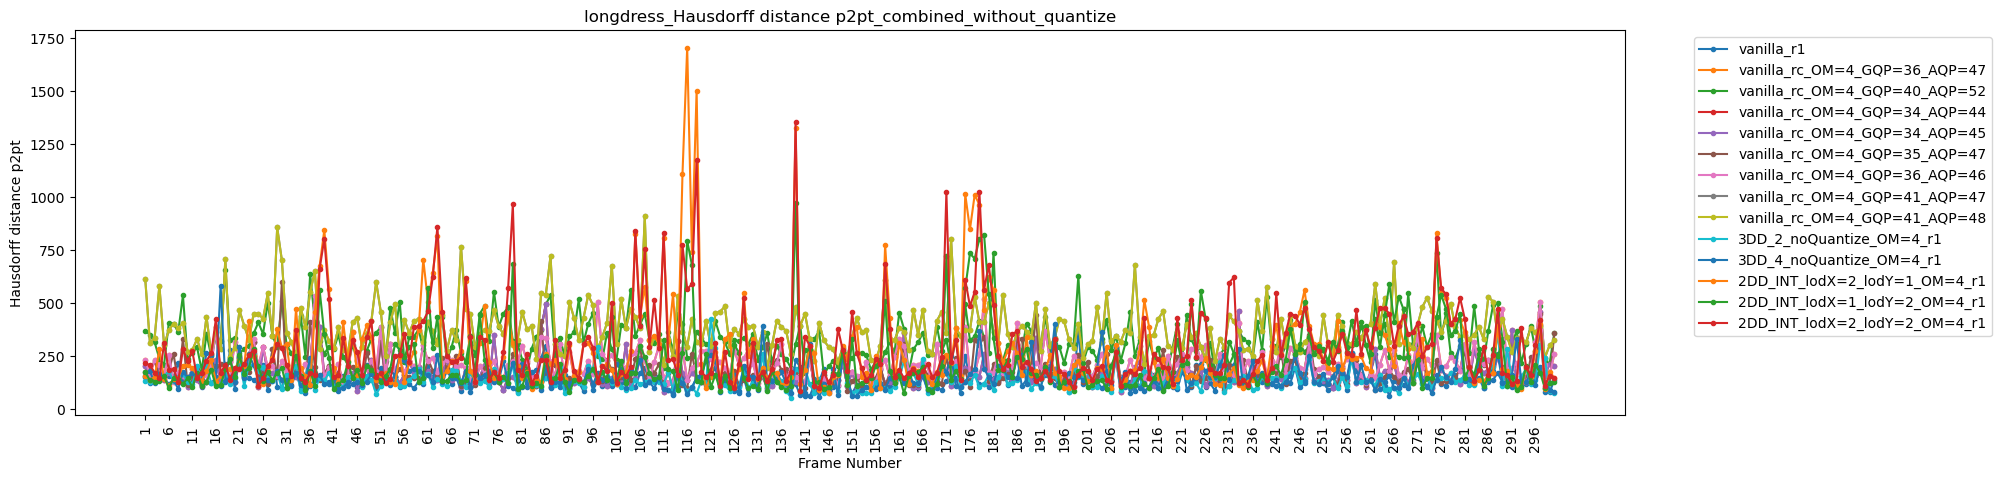 longdress_Hausdorff distance p2pt_combined_without_quantize
Hausdorff distance p2pt
1750
1500
1250
1000
750
500
250
0
1 6 11 16 21 26 31 36 41 46 51 56 61 66 71 76 81 86 91 96 101 106 111 116 121 126 131 136 141 146 151 156 161 166 171 176 181 186 191 196 201 206 211 216 221 226 231 236 241 246 251 256 261 266 271 276 281 286 291 296
Frame Number
vanilla_r1
vanilla_rc_OM=4_GQP=36_AQP=47
vanilla_rc_OM=4_GQP=40_AQP=52
vanilla_rc_OM=4_GQP=34_AQP=44
vanilla_rc_OM=4_GQP=34_AQP=45
vanilla_rc_OM=4_GQP=35_AQP=47
vanilla_rc_OM=4_GQP=36_AQP=46
vanilla_rc_OM=4_GQP=41_AQP=47
vanilla_rc_OM=4_GQP=41_AQP=48
3DD_2_noQuantize_OM=4_r1
3DD_4_noQuantize_OM=4_r1
2DD_INT_lodX=2_lodY=1_OM=4_r1
2DD_INT_lodX=1_lodY=2_OM=4_r1
2DD_INT_lodX=2_lodY=2_OM=4_r1